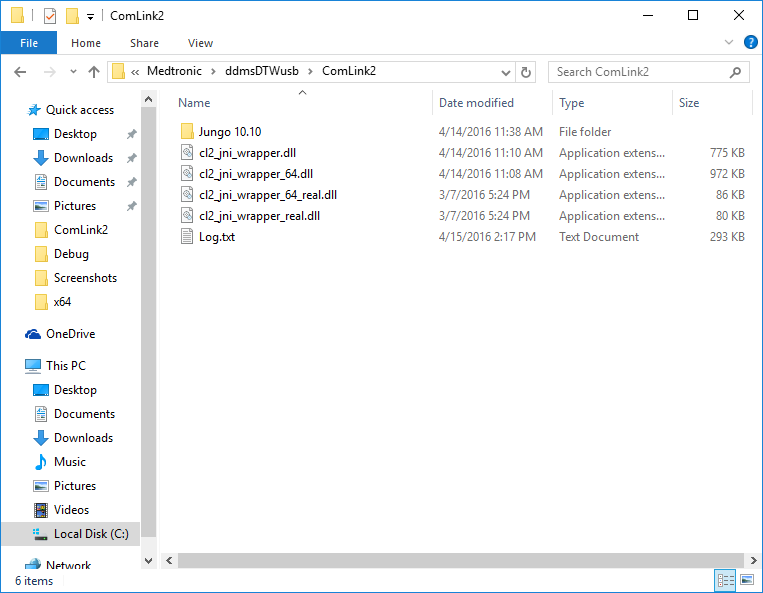 ComLink2
File Home Share View
« Medtronic > ddmsDTWusb > ComLink2
Search ComLink2
Quick access
Desktop
Downloads
Documents
Pictures
ComLink2
Debug
Screenshots
x64
OneDrive
This PC
Desktop
Documents
Downloads
Music
Pictures
Videos
Local Disk (C:)
Network
Name Date modified Type Size
Jungo 10.10 4/14/2016 11:38 AM File folder
cl2_jni_wrapper.dll 4/14/2016 11:10 AM Application extens... 775 KB
cl2_jni_wrapper_64.dll 4/14/2016 11:08 AM Application extens... 972 KB
cl2_jni_wrapper_64_real.dll 3/7/2016 5:24 PM Application extens... 86 KB
cl2_jni_wrapper_real.dll 3/7/2016 5:24 PM Application extens... 80 KB
Log.txt 4/15/2016 2:17 PM Text Document 293 KB
6 items